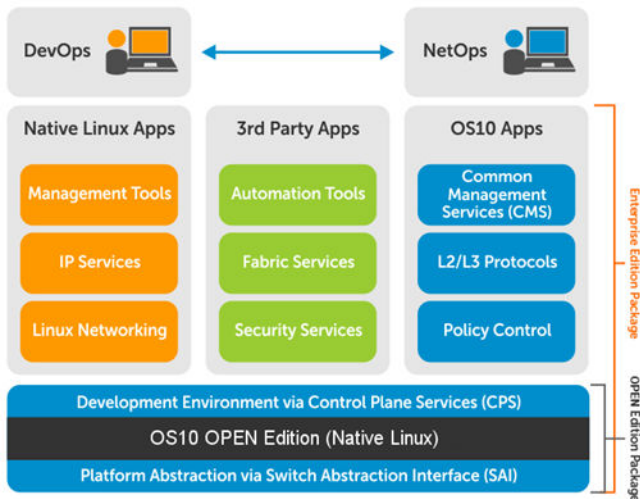 DevOps
NetOps
Native Linux Apps
3rd Party Apps
OS10 Apps
Management Tools
Automation Tools
Common
Management
Services (CMS)
IP Services
Fabric Services
L2/L3 Protocols
Linux Networking
Security Services
Policy Control
Enterprise Edition Package
Development Environment via Control Plane Services (CPS)
OS10 OPEN Edition (Native Linux)
Platform Abstraction via Switch Abstraction Interface (SAI)
OPEN Edition Package